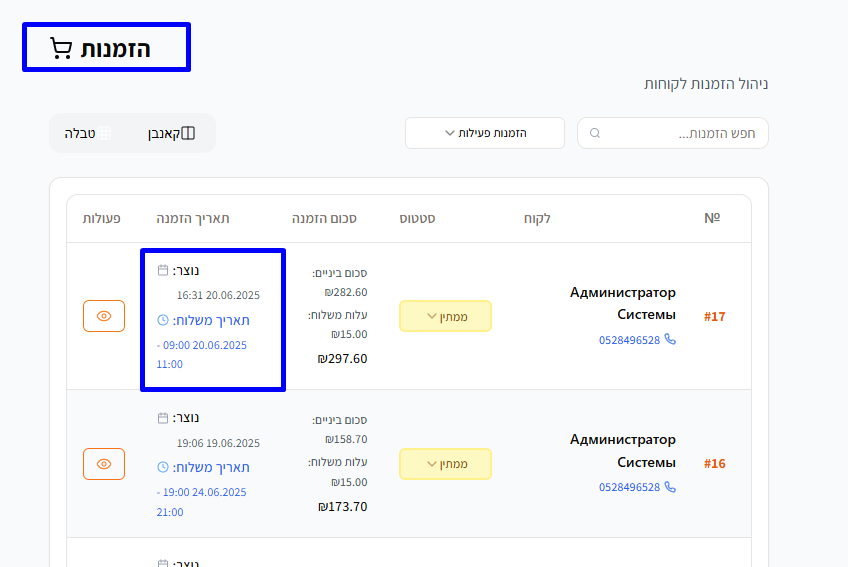 הזמנות
ניהול הזמנות לקוחות
חפש הזמנות...
הזמנות פעילות
קאנבן
טבלה
№
לקוח
סטטוס
סכום הזמנה
תאריך הזמנה
פעולות
#17
Администратор
Системы
0528496528
ממתין
סכום ביניים:
₪282.60
עלות משלוח:
₪15.00
₪297.60
נוצר:
20.06.2025 16:31
תאריך משלוח:
20.06.2025 09:00 -
11:00
#16
Администратор
Системы
0528496528
ממתין
סכום ביניים:
₪158.70
עלות משלוח:
₪15.00
₪173.70
נוצר:
19.06.2025 19:06
תאריך משלוח:
24.06.2025 19:00 -
21:00
נוצר: